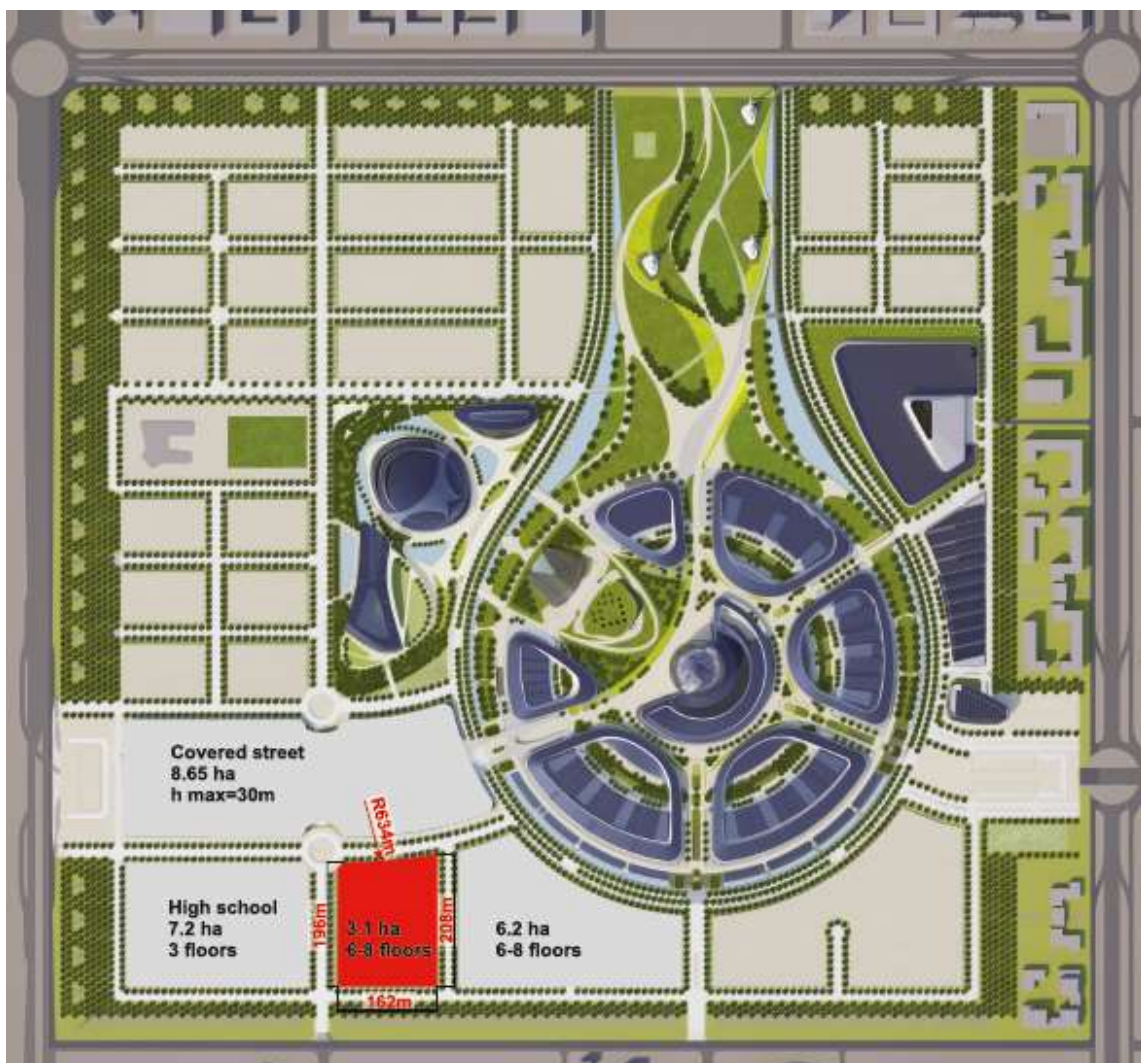 Covered street
8.65 ha
h max=30m
R634m
High school
7.2 ha
3 floors
196m
3.1 ha
6-8 floors
208m
6.2 ha
6-8 floors
162m